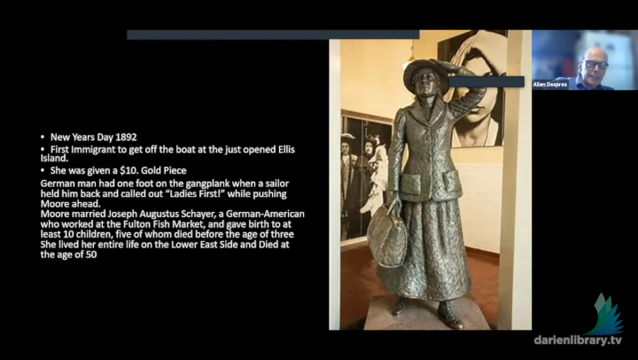 • New Years Day 1892
• First Immigrant to get off the boat at the just opened Ellis
Island.
• She was given a $10. Gold Piece
German man had one foot on the gangplank when a sailor
held him back and called out "Ladies First!" while pushing
Moore ahead.
Moore married Joseph Augustus Schayer, a German-American
who worked at the Fulton Fish Market, and gave birth to at
least 10 children, five of whom died before the age of three
She lived her entire life on the Lower East Side and Died at
the age of 50
Allen Despres
darienlibrary.tv